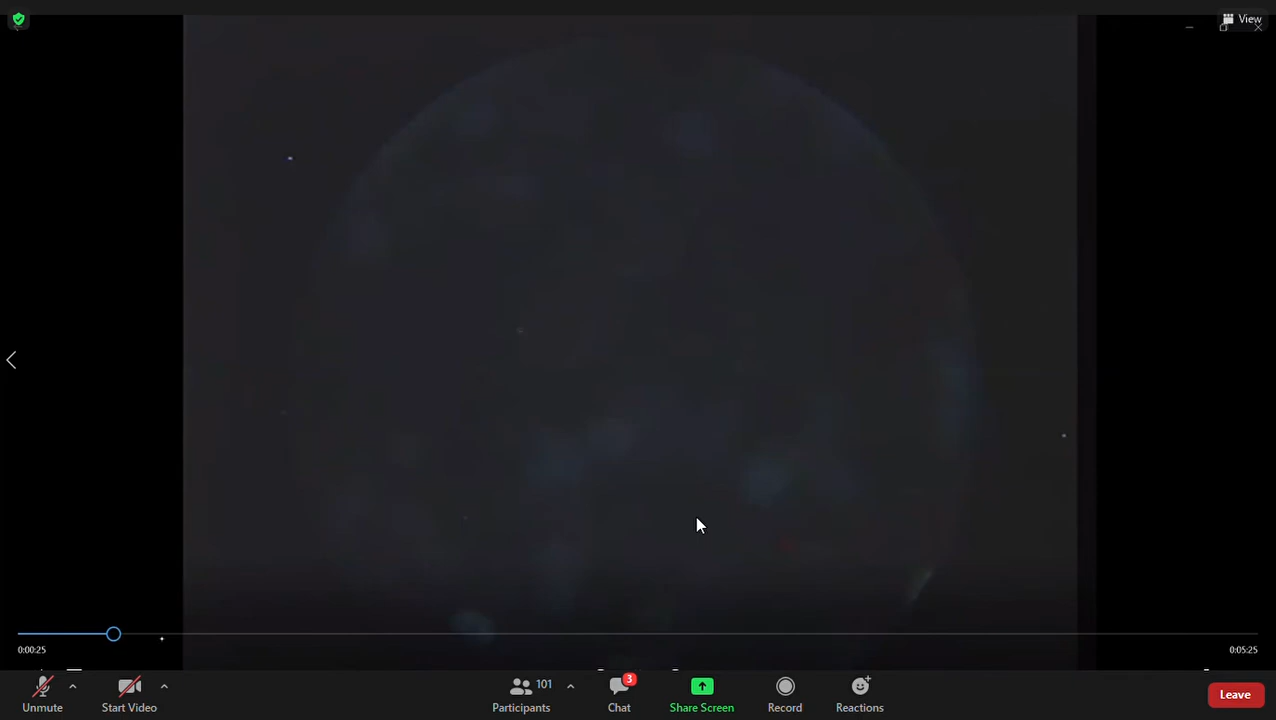 View
0:00:25
0:05:25
101
3
Unmute
Start Video
Participants
Chat
Share Screen
Record
Reactions
Leave